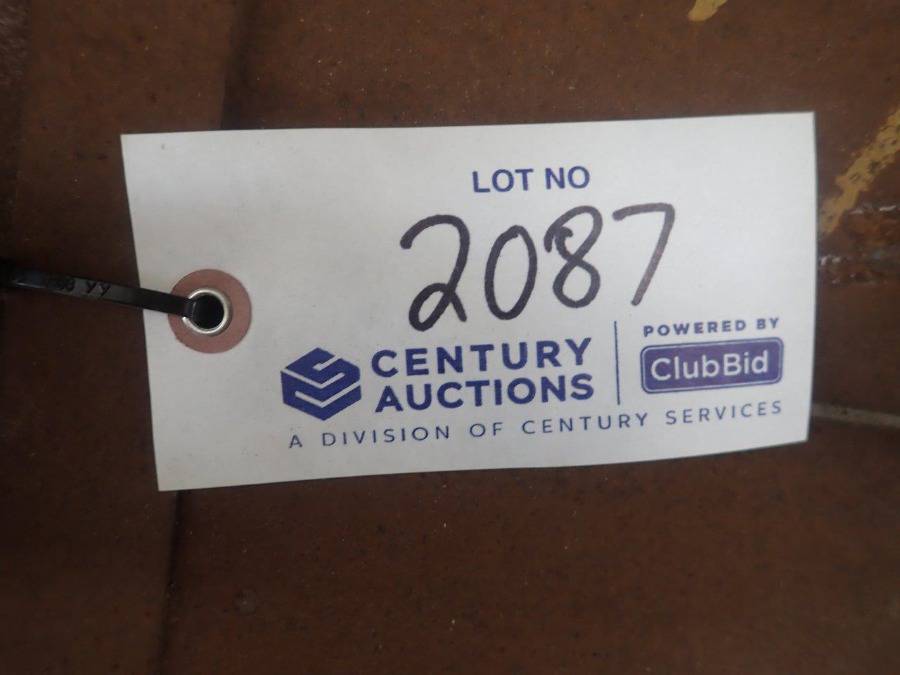 LOT NO
2087
CENTURY
AUCTIONS
POWERED BY
ClubBid
A DIVISION OF CENTURY SERVICES